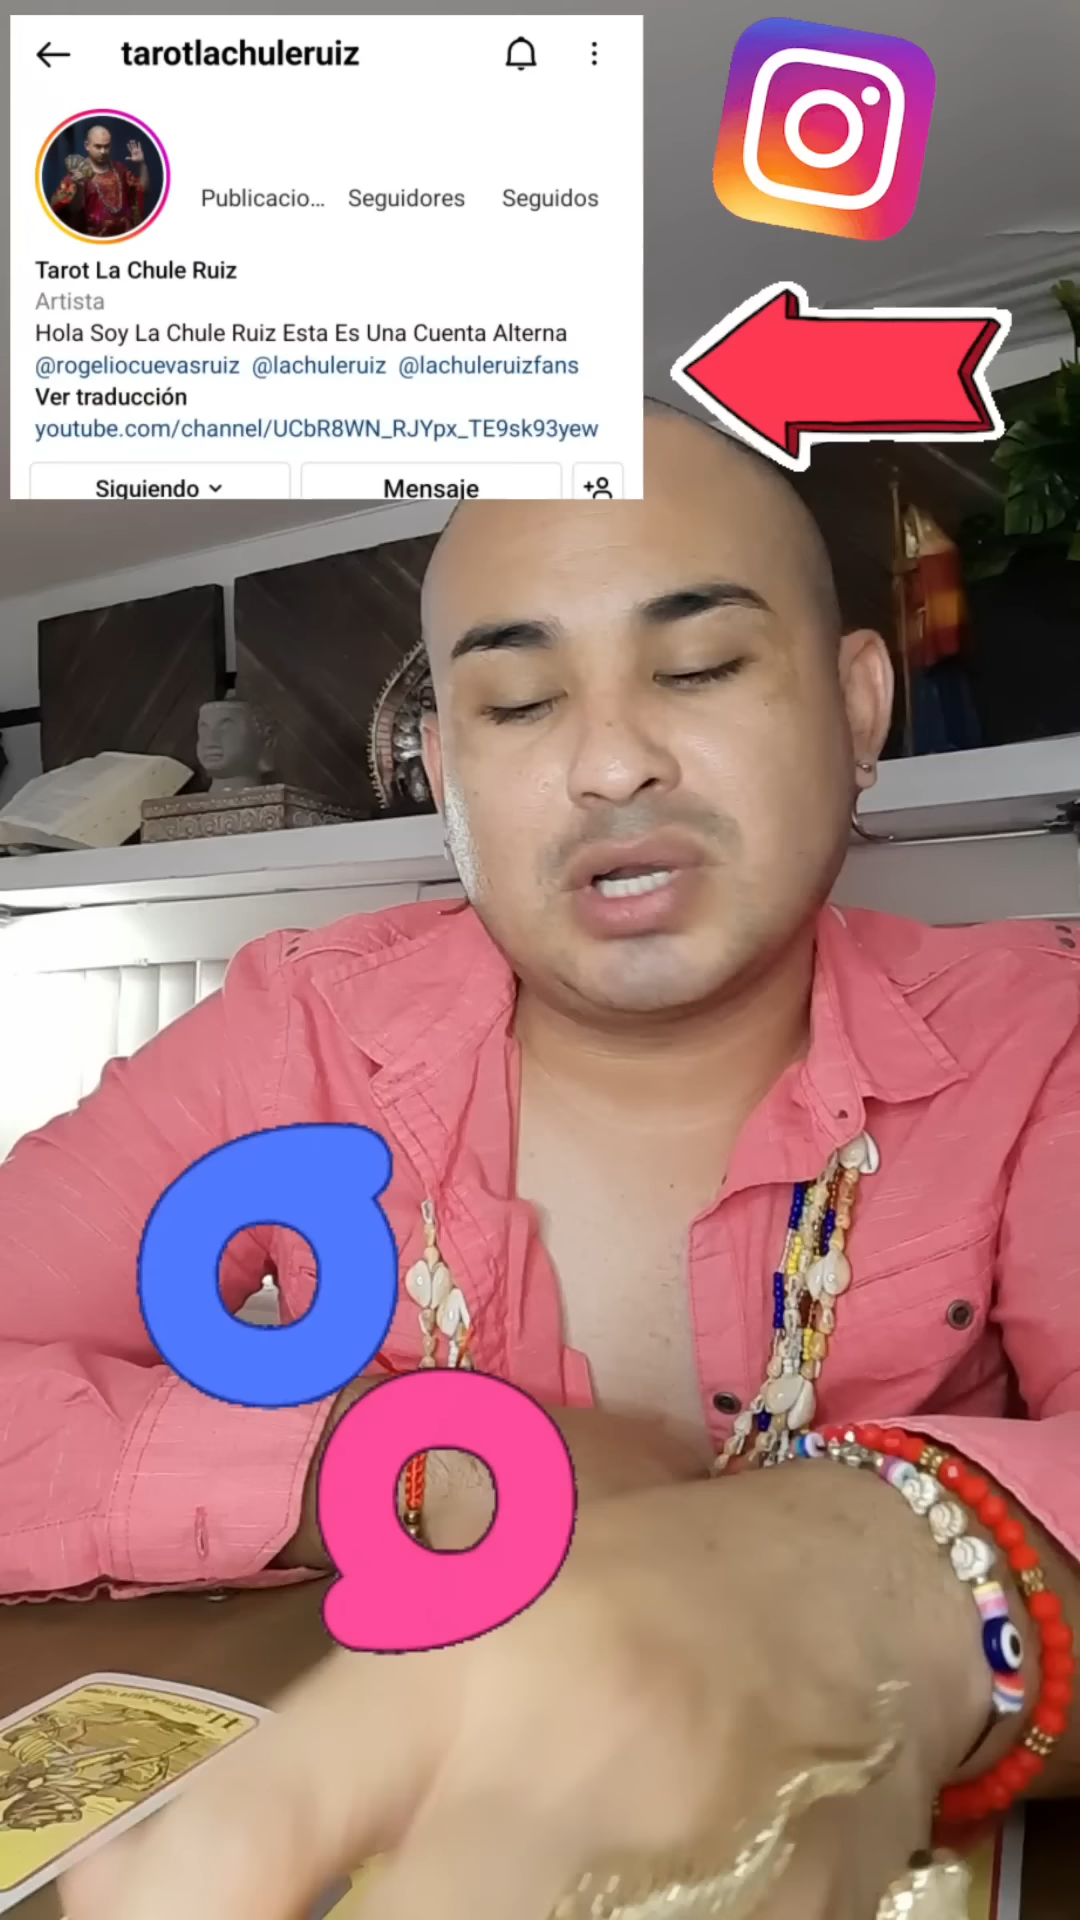 tarotlachuleruiz
Publicacio... Seguidores Seguidos
Tarot La Chule Ruiz
Artista
Hola Soy La Chule Ruiz Esta Es Una Cuenta Alterna
@rogeliocuevasruiz @lachuleruiz @lachuleruizfans
Ver traducción
youtube.com/channel/UCbR8WN_RJYpx_TE9sk93yew
Siguiendo Mensaje